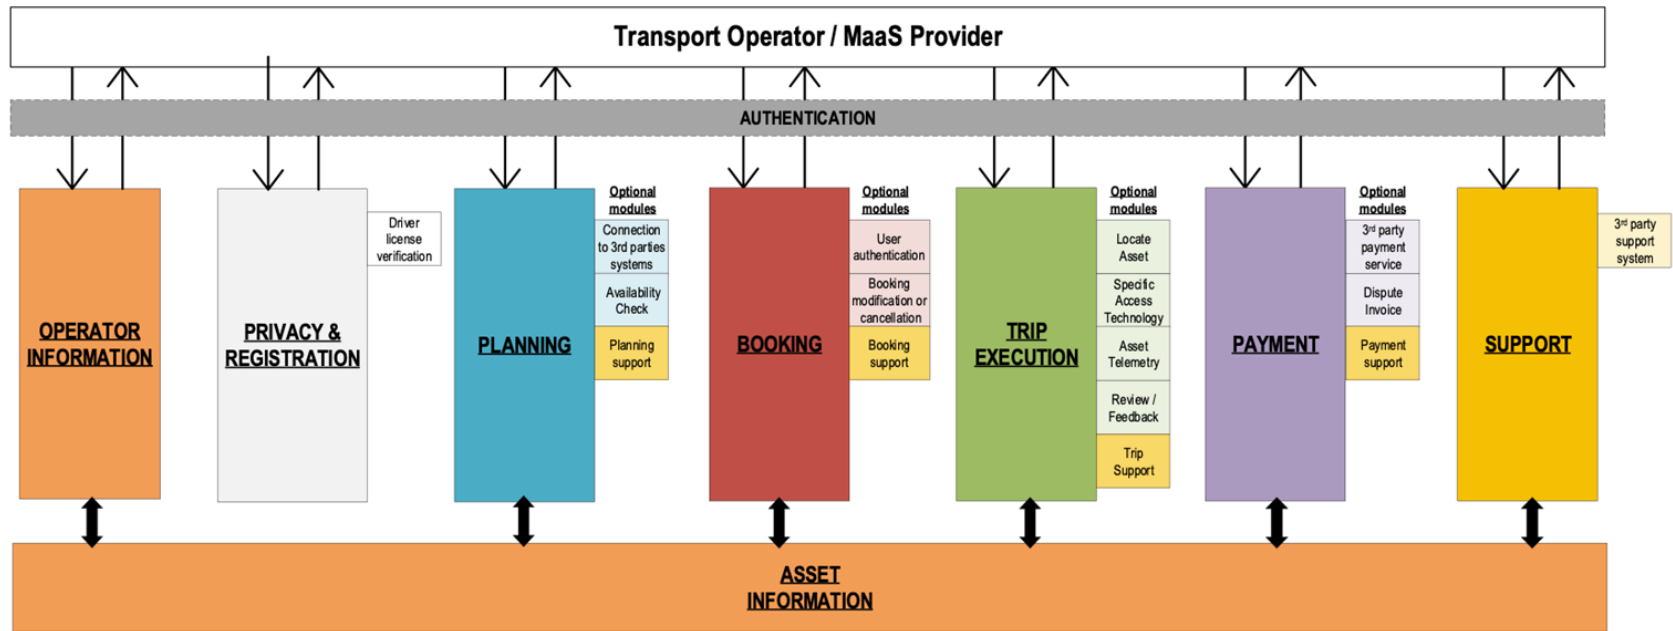 Transport Operator / MaaS Provider
AUTHENTICATION
OPERATOR
INFORMATION
PRIVACY &
REGISTRATION
Driver
license
verification
PLANNING
Optional
modules
Connection
to 3rd parties
systems
Availability
Check
Planning
support
BOOKING
Optional
modules
User
authentication
Booking
modification or
cancellation
Booking
support
TRIP
EXECUTION
Optional
modules
Locate
Asset
Specific
Access
Technology
Asset
Telemetry
Review /
Feedback
Trip
Support
PAYMENT
Optional
modules
3rd party
payment
service
Dispute
Invoice
Payment
support
SUPPORT
3rd party
support
system
ASSET
INFORMATION